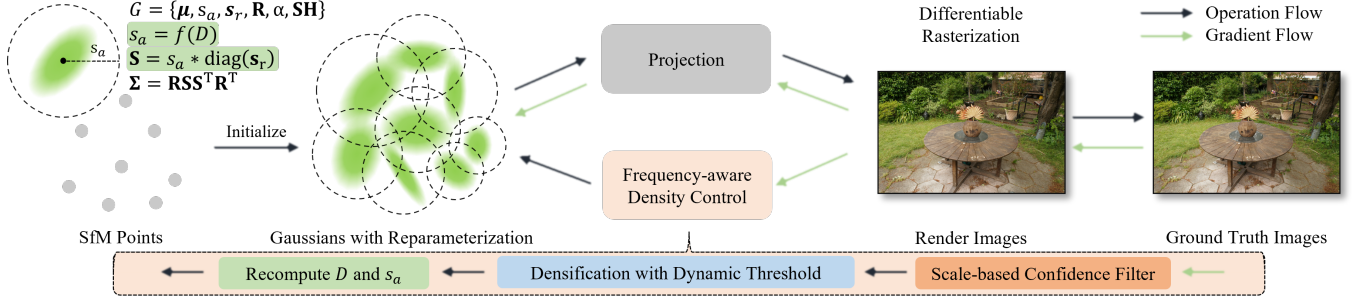 G = {μ, s_a, s_r, R, α, SH}
s_a = f(D)
S = s_a * diag(s_r)
Σ = RSSᵀRᵀ
s_a
Initialize
Projection
Frequency-aware
Density Control
Differentiable
Rasterization
Operation Flow
Gradient Flow
SfM Points
Gaussians with Reparameterization
Render Images
Ground Truth Images
Recompute D and s_a
Densification with Dynamic Threshold
Scale-based Confidence Filter